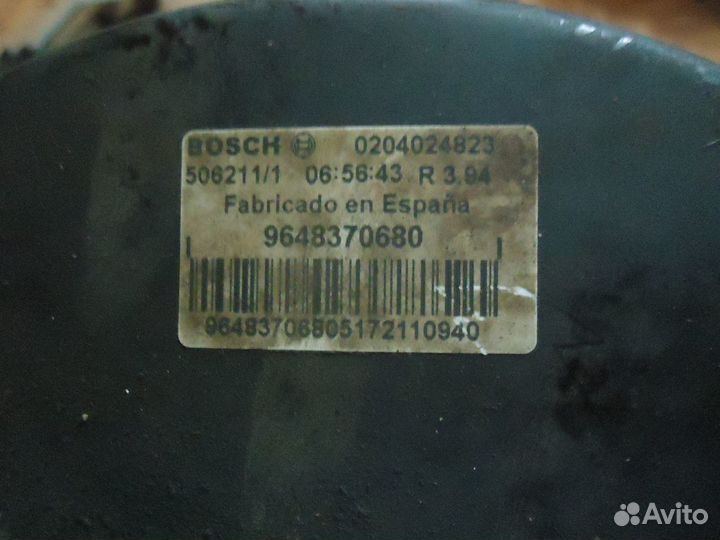 BOSCH 0204024823
506211/1 06:56:43 R 3.94
Fabricado en España
9648370680
96483706805172110940
Avito